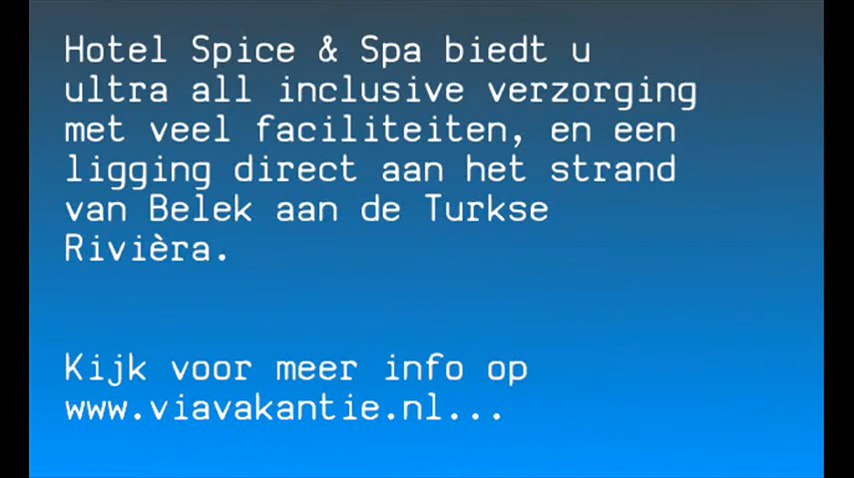 Hotel Spice & Spa biedt u
ultra all inclusive verzorging
met veel faciliteiten, en een
ligging direct aan het strand
van Belek aan de Turkse
Rivièra.
Kijk voor meer info op
www.viavakantie.nl...